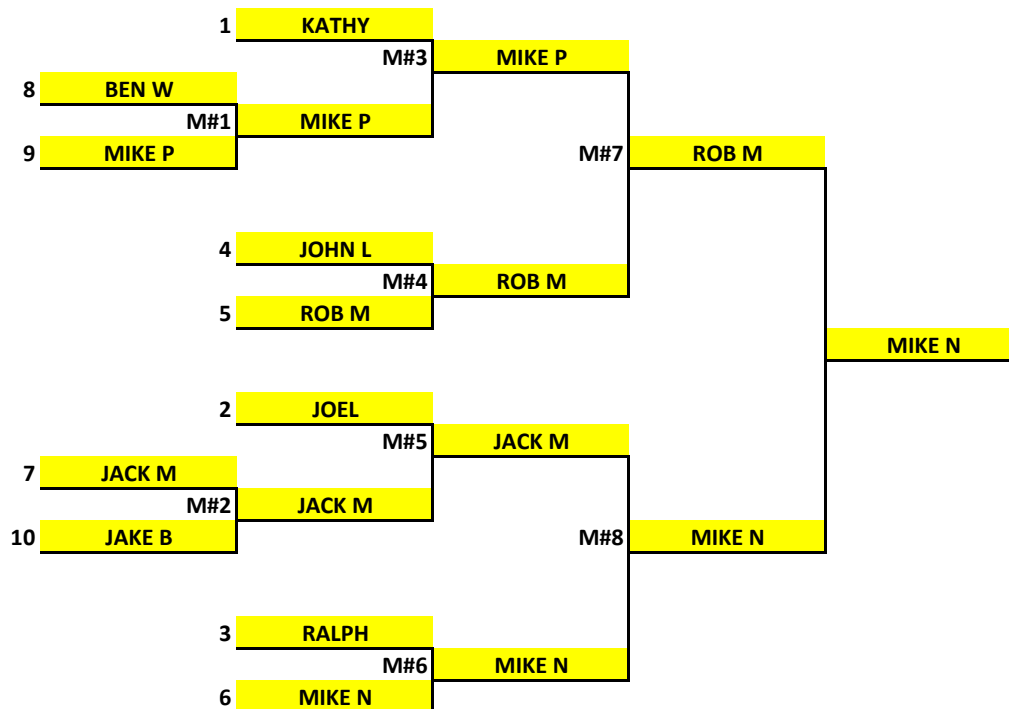 1 KATHY
M#3 MIKE P
8 BEN W
M#1 MIKE P
9 MIKE P
M#7 ROB M
4 JOHN L
M#4 ROB M
5 ROB M
MIKE N
2 JOEL
M#5 JACK M
7 JACK M
M#2 JACK M
10 JAKE B
M#8 MIKE N
3 RALPH
M#6 MIKE N
6 MIKE N